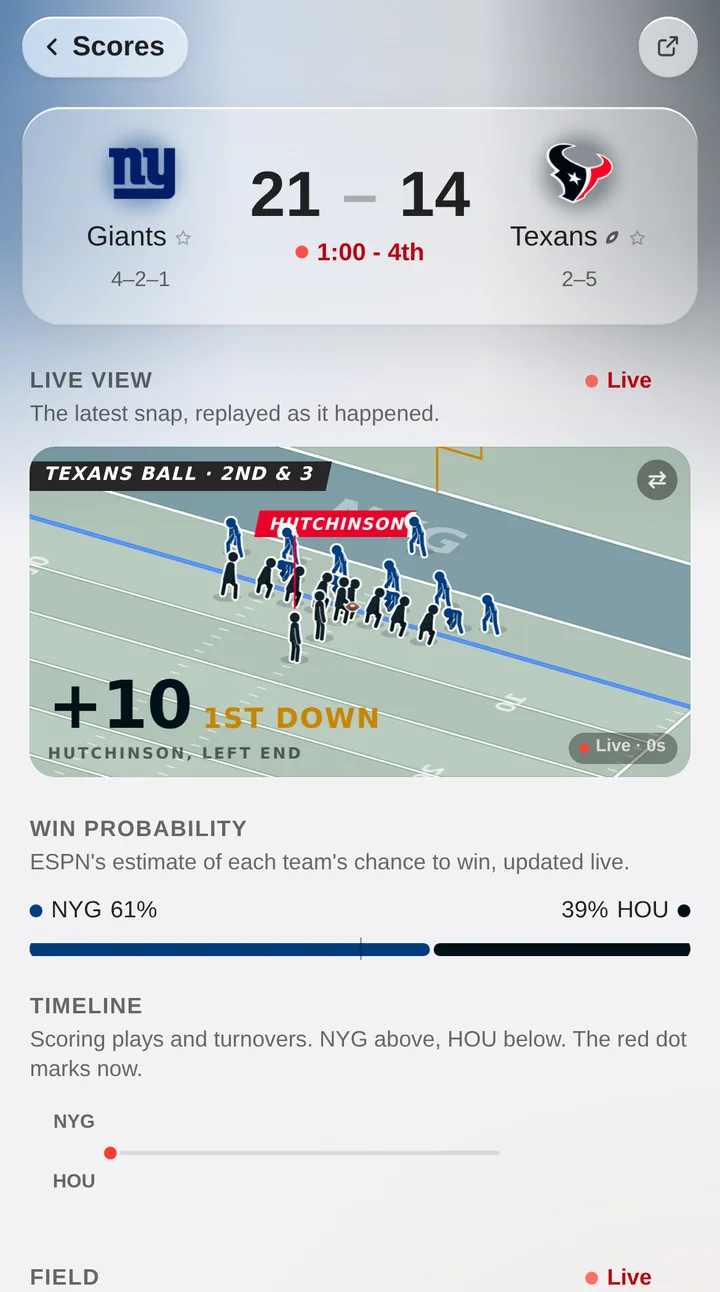 Scores
ny
Giants
4–2–1
21 – 14
1:00 - 4th
Texans
2–5
LIVE VIEW
Live
The latest snap, replayed as it happened.
TEXANS BALL · 2ND & 3
HUTCHINSON
NYG
10
+10 1ST DOWN
HUTCHINSON, LEFT END
Live · 0s
WIN PROBABILITY
ESPN's estimate of each team's chance to win, updated live.
NYG 61%
39% HOU
TIMELINE
Scoring plays and turnovers. NYG above, HOU below. The red dot
marks now.
NYG
HOU
FIELD
Live